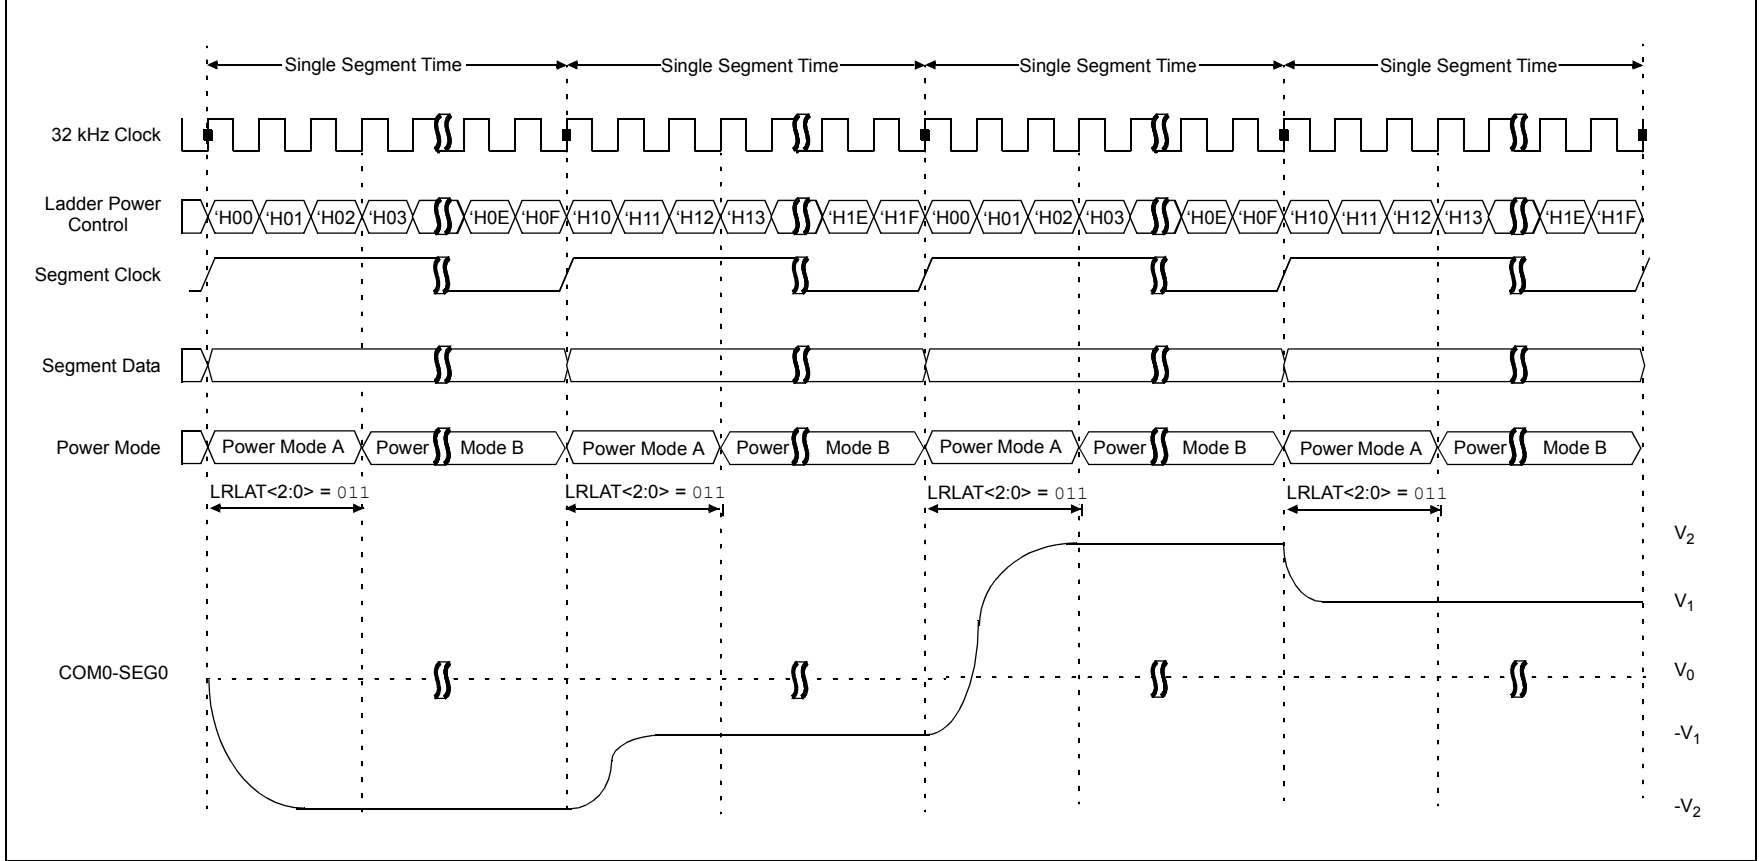 Single Segment Time Single Segment Time Single Segment Time Single Segment Time
32 kHz Clock
Ladder Power
Control
‘H00 ‘H01 ‘H02 ‘H03 ‘H0E ‘H0F ‘H10 ‘H11 ‘H12 ‘H13 ‘H1E ‘H1F ‘H00 ‘H01 ‘H02 ‘H03 ‘H0E ‘H0F ‘H10 ‘H11 ‘H12 ‘H13 ‘H1E ‘H1F
Segment Clock
Segment Data
Power Mode
Power Mode A Power Mode B Power Mode A Power Mode B Power Mode A Power Mode B Power Mode A Power Mode B
LRLAT<2:0> = 011 LRLAT<2:0> = 011 LRLAT<2:0> = 011 LRLAT<2:0> = 011
V2
V1
COM0-SEG0
V0
-V1
-V2